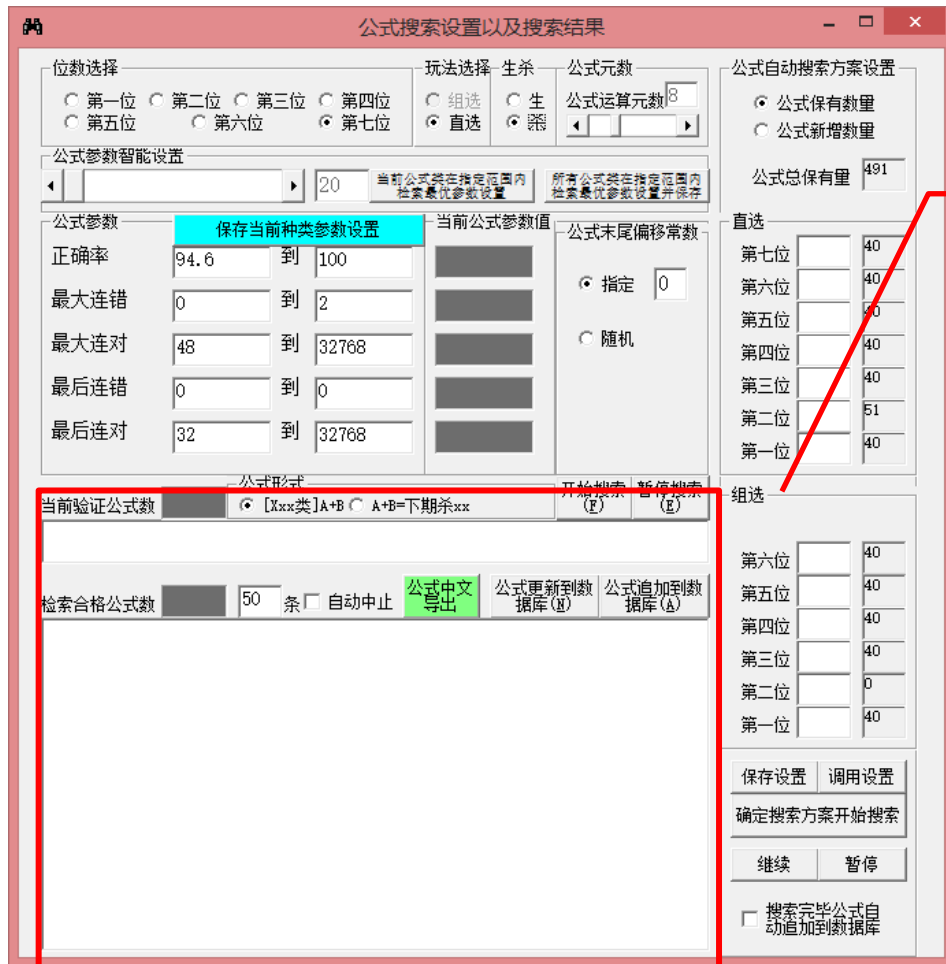 公式搜索设置以及搜索结果
位数选择
第一位 第二位 第三位 第四位
第五位 第六位 第七位
玩法选择
组选
直选
生杀
生
杀
公式元数
公式运算元数 8
公式自动搜索方案设置
公式保有数量
公式新增数量
公式总保有量 491
公式参数智能设置
20
当前公式类在指定范围内
检索最优参数设置
所有公式类在指定范围内
检索最优参数设置并保存
公式参数
保存当前种类参数设置
当前公式参数值
正确率 94.6 到 100
最大连错 0 到 2
最大连对 48 到 32768
最后连错 0 到 0
最后连对 32 到 32768
公式末尾偏移常数
指定 0
随机
直选
第七位 40
第六位 40
第五位 40
第四位 40
第三位 40
第二位 51
第一位 40
当前验证公式数
公式形式
[Xxx类]A+B A+B=下期杀xx
开始搜索
(F)
暂停搜索
(E)
检索合格公式数 50 条 自动中止
公式中文
导出
公式更新到数
据库(N)
公式追加到数
据库(A)
组选
第六位 40
第五位 40
第四位 40
第三位 40
第二位 0
第一位 40
保存设置 调用设置
确定搜索方案开始搜索
继续 暂停
搜索完毕公式自
动追加到数据库